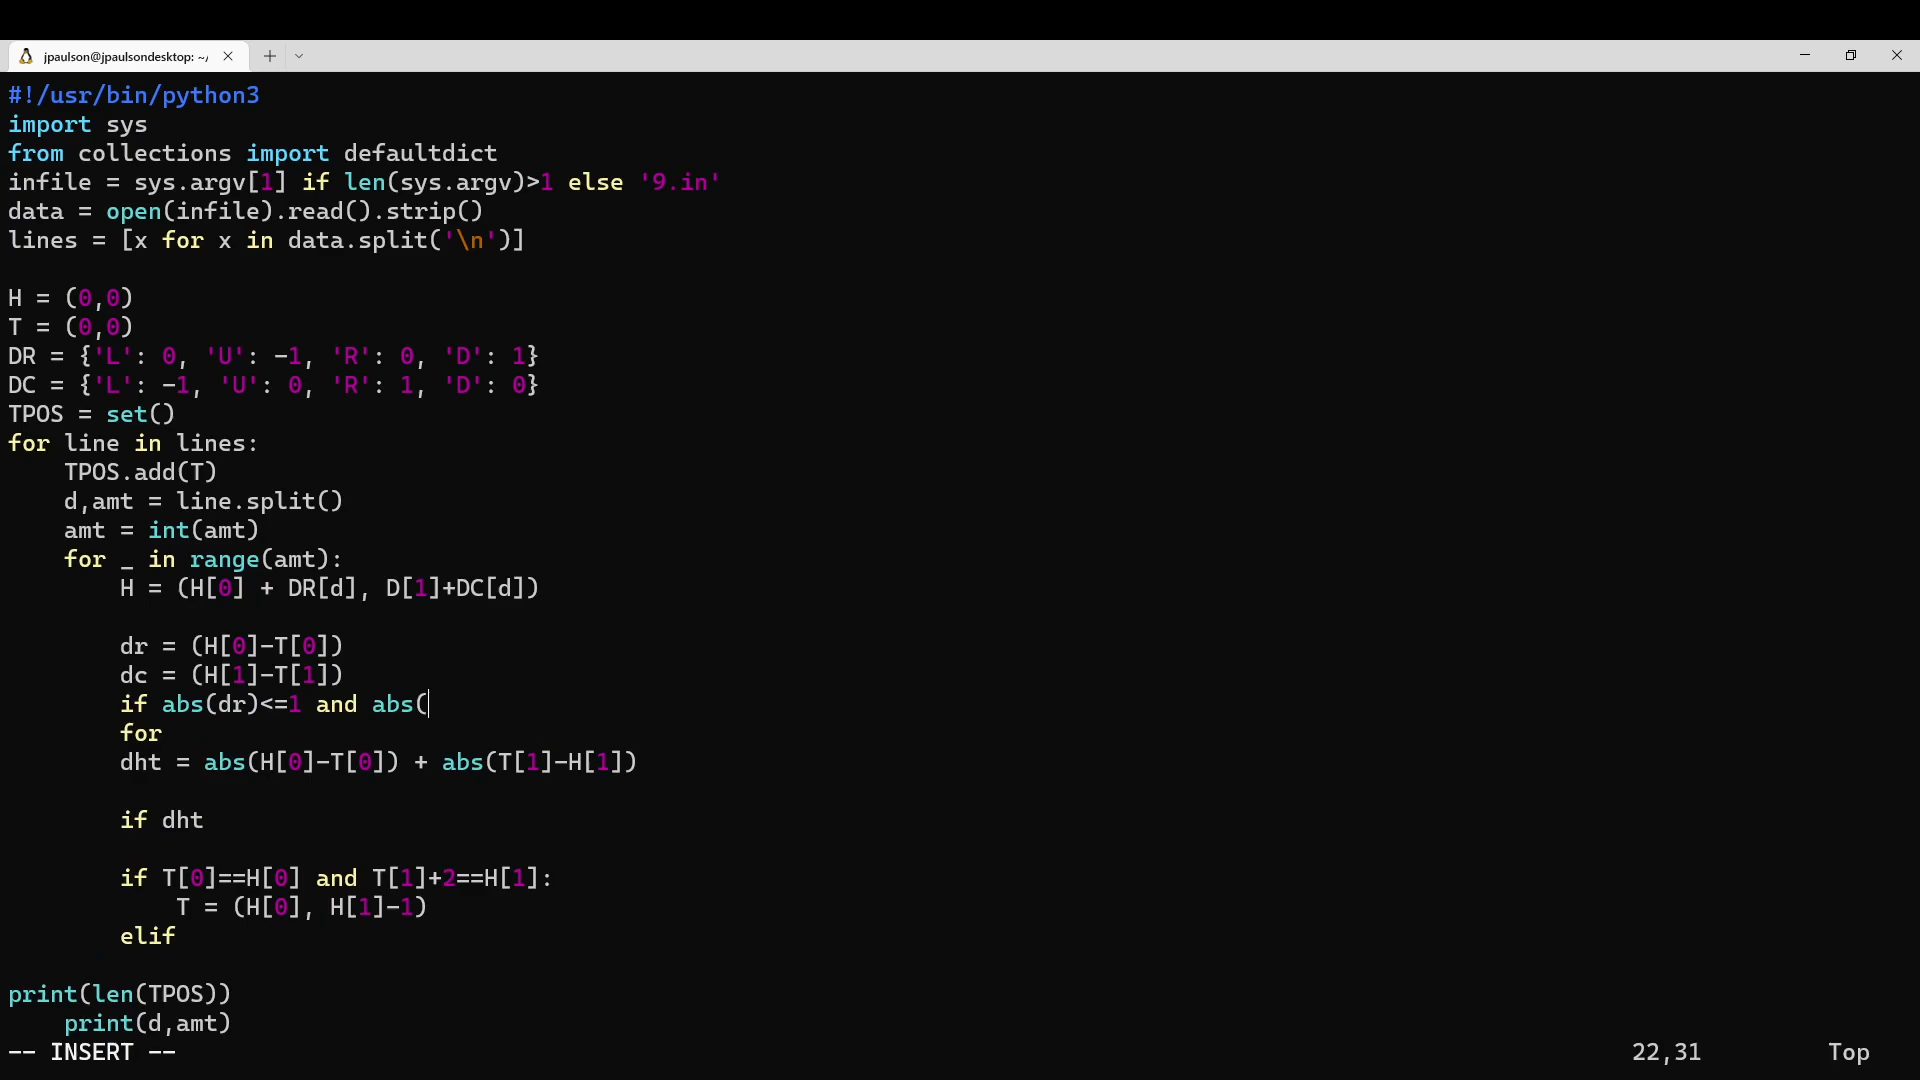 jpaulson@jpaulsondesktop: ~/
#!/usr/bin/python3
import sys
from collections import defaultdict
infile = sys.argv[1] if len(sys.argv)>1 else '9.in'
data = open(infile).read().strip()
lines = [x for x in data.split('\n')]

H = (0,0)
T = (0,0)
DR = {'L': 0, 'U': -1, 'R': 0, 'D': 1}
DC = {'L': -1, 'U': 0, 'R': 1, 'D': 0}
TPOS = set()
for line in lines:
    TPOS.add(T)
    d,amt = line.split()
    amt = int(amt)
    for _ in range(amt):
        H = (H[0] + DR[d], D[1]+DC[d])

        dr = (H[0]-T[0])
        dc = (H[1]-T[1])
        if abs(dr)<=1 and abs(
        for
        dht = abs(H[0]-T[0]) + abs(T[1]-H[1])

        if dht

        if T[0]==H[0] and T[1]+2==H[1]:
            T = (H[0], H[1]-1)
        elif

print(len(TPOS))
    print(d,amt)
-- INSERT -- 22,31 Top